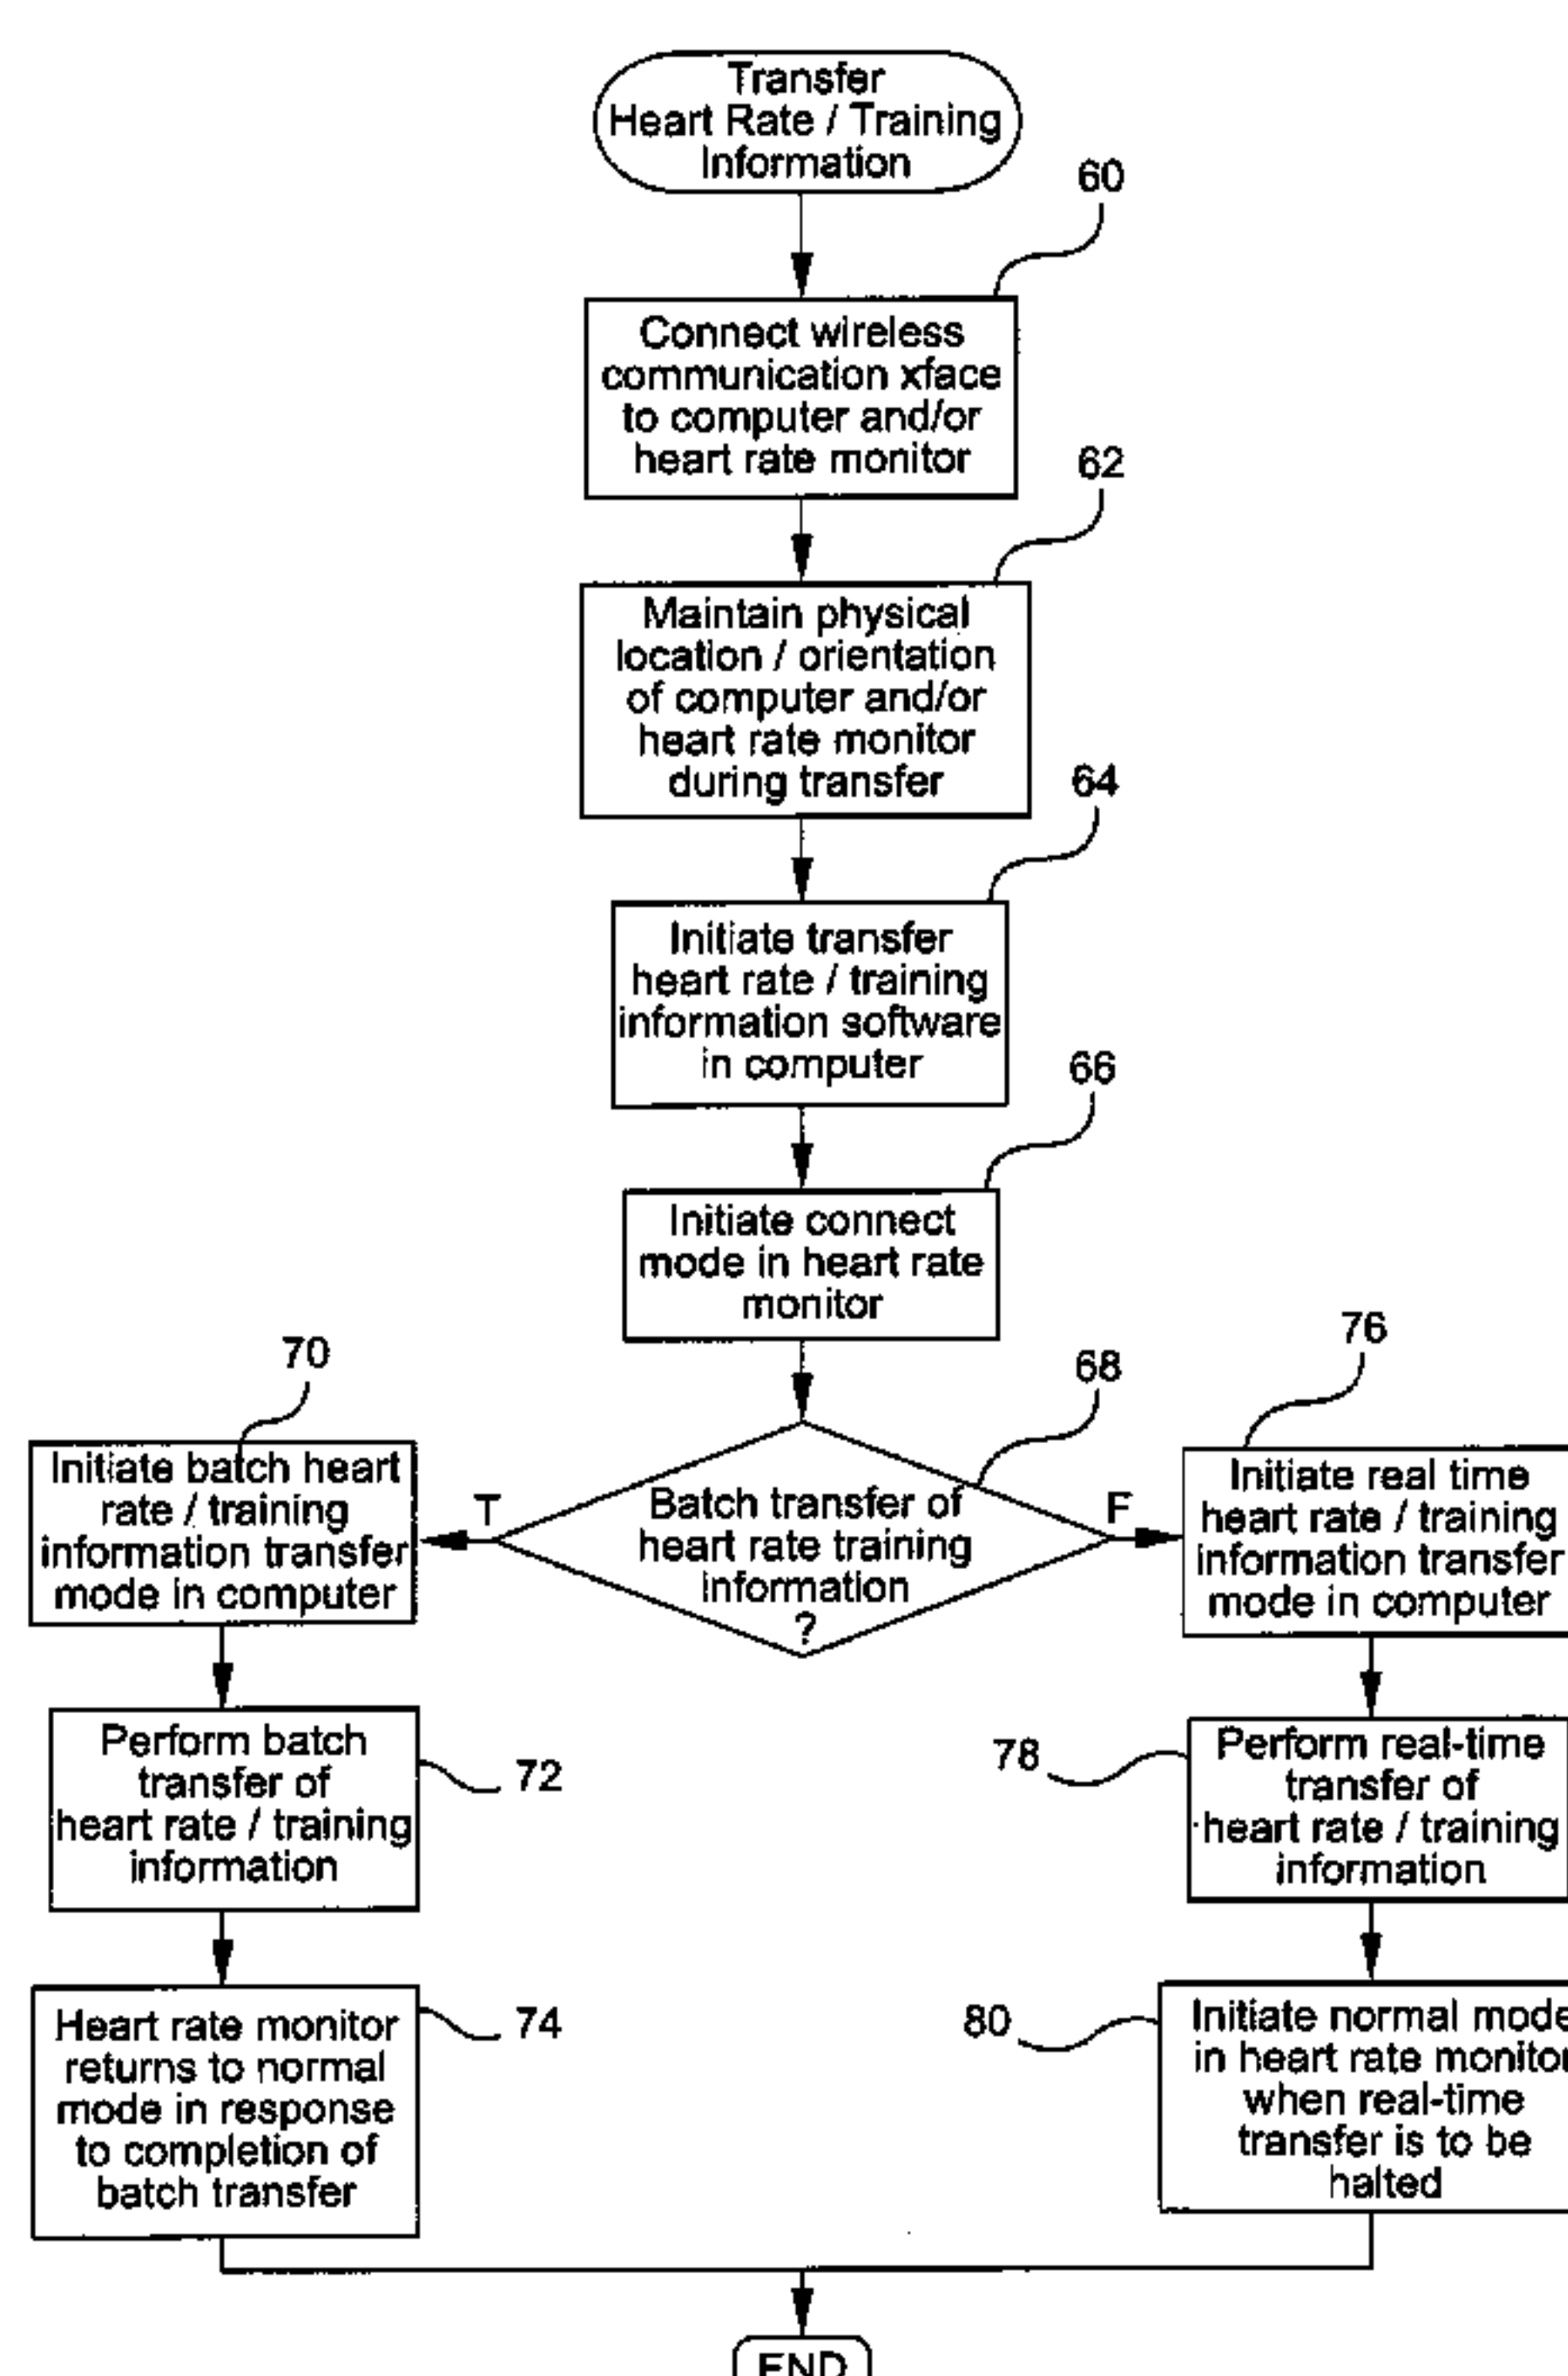 Transfer
Heart Rate / Training
Information
60
Connect wireless
communication xface
to computer and/or
heart rate monitor
62
Maintain physical
location / orientation
of computer and/or
heart rate monitor
during transfer
64
Initiate transfer
heart rate / training
information software
in computer
66
Initiate connect
mode in heart rate
monitor
68
Batch transfer of
heart rate training
information
?
T
F
70
Initiate batch heart
rate / training
information transfer
mode in computer
76
Initiate real time
heart rate / training
information transfer
mode in computer
Perform batch
transfer of
heart rate / training
information
72
78
Perform real-time
transfer of
heart rate / training
information
Heart rate monitor
returns to normal
mode in response
to completion of
batch transfer
74
80
Initiate normal mode
in heart rate monitor
when real-time
transfer is to be
halted
END